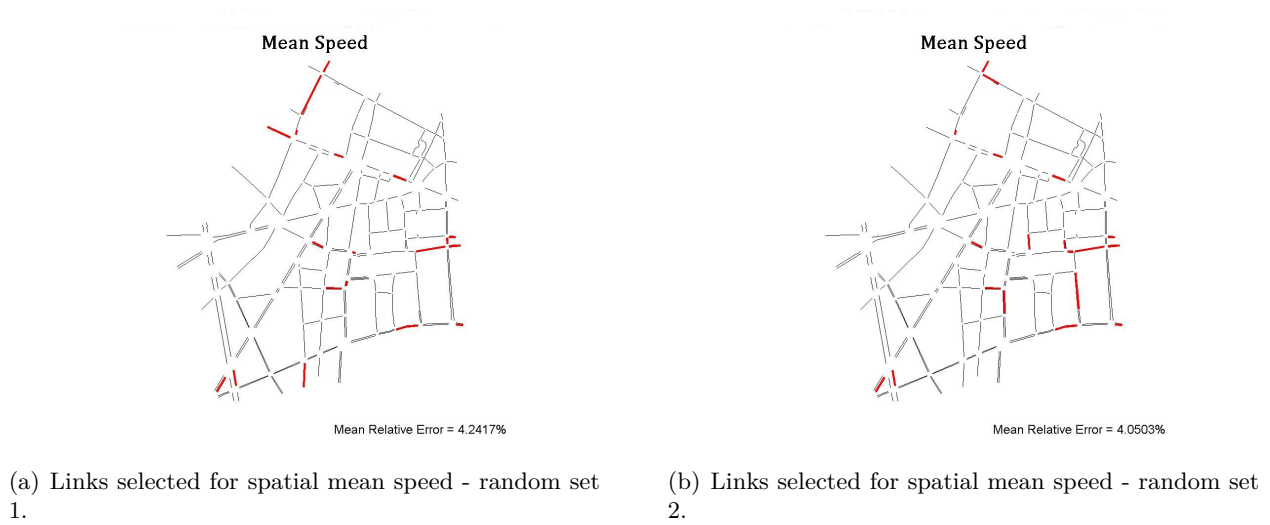 Mean Speed
Mean Relative Error = 4.2417%
(a) Links selected for spatial mean speed - random set
1.
Mean Speed
Mean Relative Error = 4.0503%
(b) Links selected for spatial mean speed - random set
2.